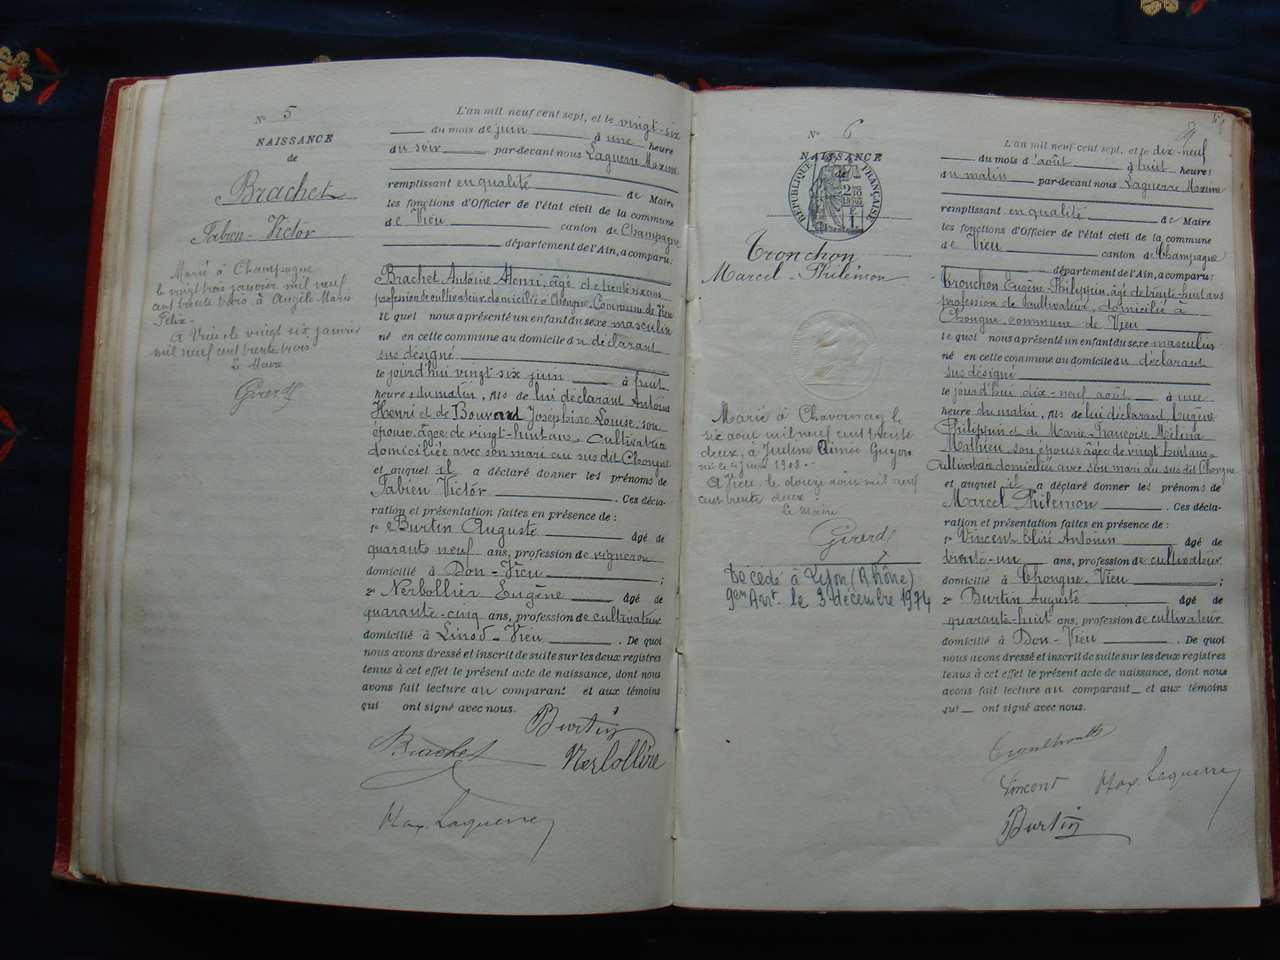 N° 5
NAISSANCE
de
Brachet
Fabien-Victor
Marié à Champagne
le vingt trois janvier mil neuf
cent trente trois à Angèle Marie
Félix-
A Vieu le vingt six janvier
mil neuf cent trente trois
Le Maire
Girerd
L'an mil neuf cent sept, et le vingt-six
du mois de juin à une heure
du soir par-devant nous Laguerre Maxime
remplissant en qualité de Maire
les fonctions d'Officier de l'état civil de la commune
de Vieu canton de Champagne
département de l'Ain, a comparu:
Brachet Antoine Henri, âgé de trente six ans
profession de cultivateur domicilié à Chongne, Commune de Vieu
lequel nous a présenté un enfant du sexe masculin
né en cette commune au domicile du déclarant
sus désigné
le jourd'hui vingt-six juin à huit
heures du matin, fils de lui déclarant Antoine
Henri et de Bouvard Joséphine Louise, son
épouse, âgée de vingt-huit ans, cultivatrice
domiciliée avec son mari au sus dit Chongne
et auquel il a déclaré donner les prénoms de
Fabien Victor Ces décla-
ration et présentation faites en présence de :
1° Burtin Auguste âgé de
quarante neuf ans, profession de vigneron
domicilié à Don-Vieu ;
2° Nerbollier Eugène âgé de
quarante-cinq ans, profession de cultivateur
domicilié à Linod-Vieu . De quoi
nous avons dressé et inscrit de suite sur les deux registres
tenus à cet effet le présent acte de naissance, dont nous
avons fait lecture au comparant et aux témoins
qui ont signé avec nous.
Burtin
Brachet
Nerbollier
Max. Laguerre
N° 6
NAISSANCE
RÉPUBLIQUE FRANÇAISE
Tronchon
Marcel-Philémon
Marié à Chavornay le
six août mil neuf cent trente
deux, à Justine Aimée
né le 4 juin 1908.-
A Vieu, le douze août mil neuf
cent trente deux
Le Maire
Girerd
Décédé à Lyon (Rhône)
9em Art. le 3 décembre 1974
L'an mil neuf cent sept, et le dix-neuf
du mois d'août à huit heures
du matin par-devant nous Laguerre Maxime
remplissant en qualité de Maire
les fonctions d'Officier de l'état civil de la commune
de Vieu canton de Champagne
département de l'Ain, a comparu:
Tronchon Eugène Philippin, âgé de trente-huit ans
profession de cultivateur, domicilié à
Chongne, commune de Vieu
lequel nous a présenté un enfant du sexe masculin
né en cette commune au domicile du déclarant
sus désigné
le jourd'hui dix-neuf août à une
heure du matin, fils de lui déclarant Eugène
Philippin et de Marie-Françoise Mélina
Mathieu son épouse âgée de vingt huit ans
cultivatrice domiciliée avec son mari au sus dit Chongne
et auquel il a déclaré donner les prénoms de
Marcel Philémon Ces décla-
ration et présentation faites en présence de :
1° Vincent Elisé Antonin âgé de
trente-un ans, profession de cultivateur
domicilié à Chongne-Vieu ;
2° Burtin Auguste âgé de
quarante-huit ans, profession de cultivateur
domicilié à Don-Vieu . De quoi
nous avons dressé et inscrit de suite sur les deux registres
tenus à cet effet le présent acte de naissance, dont nous
avons fait lecture au comparant et aux témoins
qui ont signé avec nous.
Vincent Max. Laguerre
Burtin